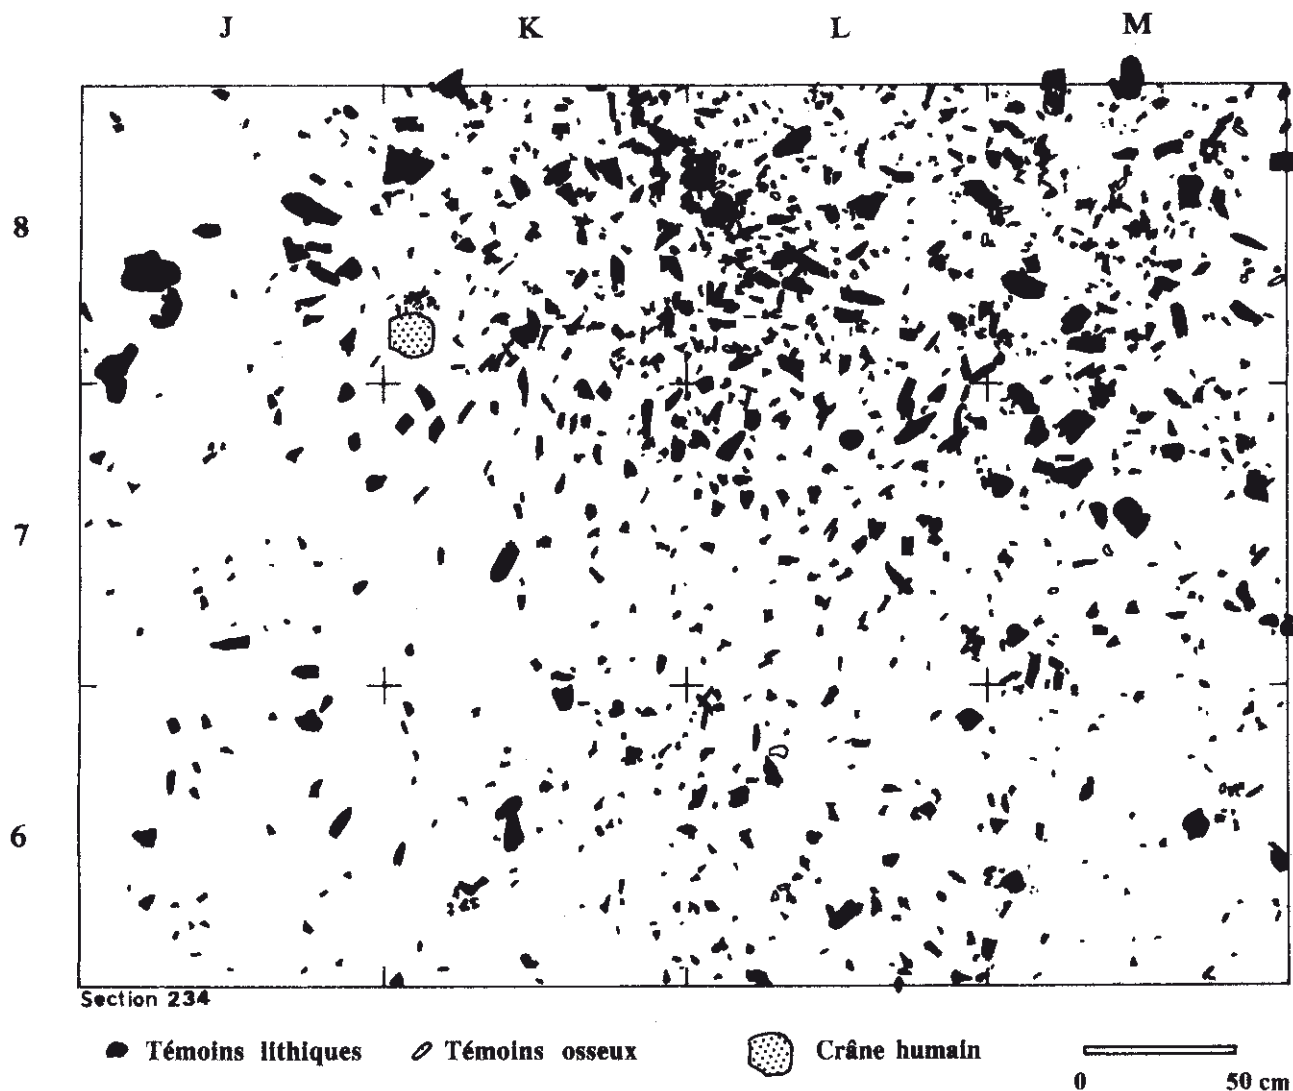 J K L M
8
7
6
Section 234
Témoins lithiques Témoins osseux Crâne humain
0 50 cm